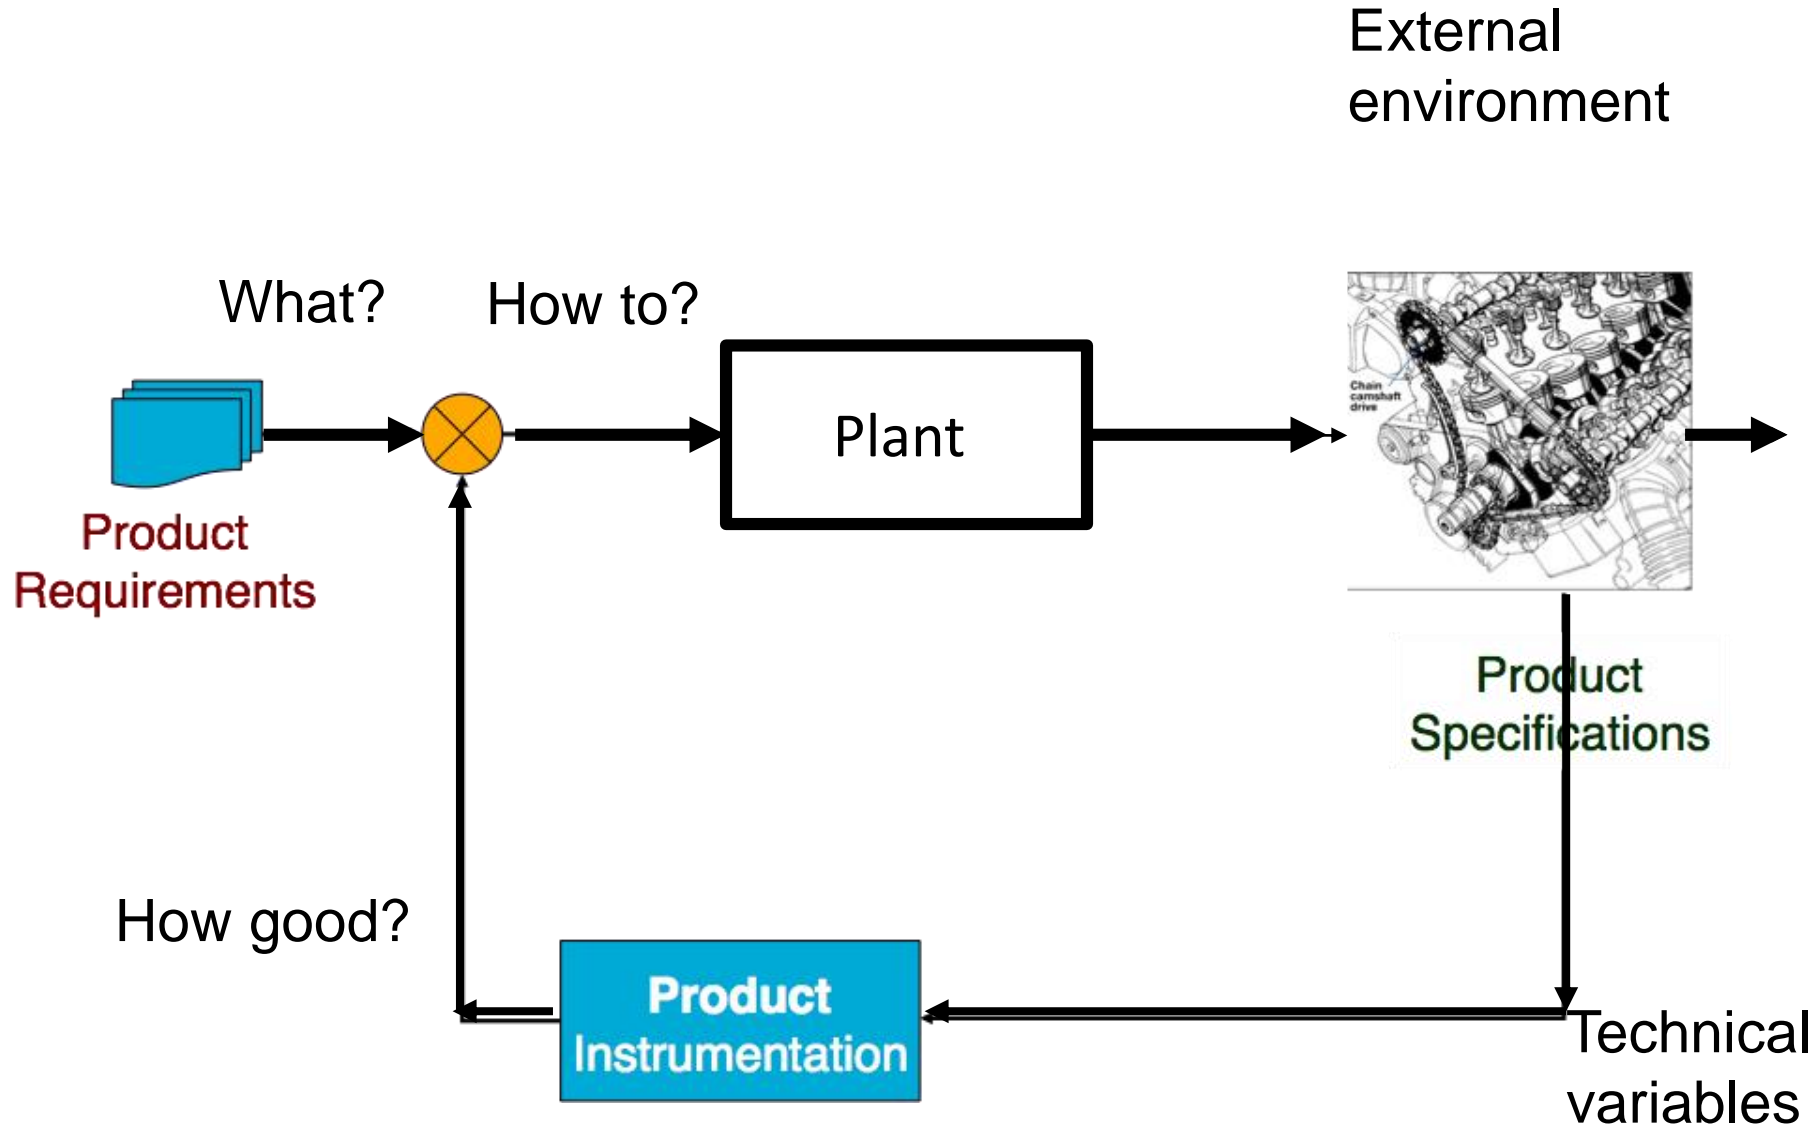 External
environment
What?
How to?
Chain
camshaft
drive
Plant
Product
Requirements
Product
Specifications
How good?
Product
Instrumentation
Technical
variables